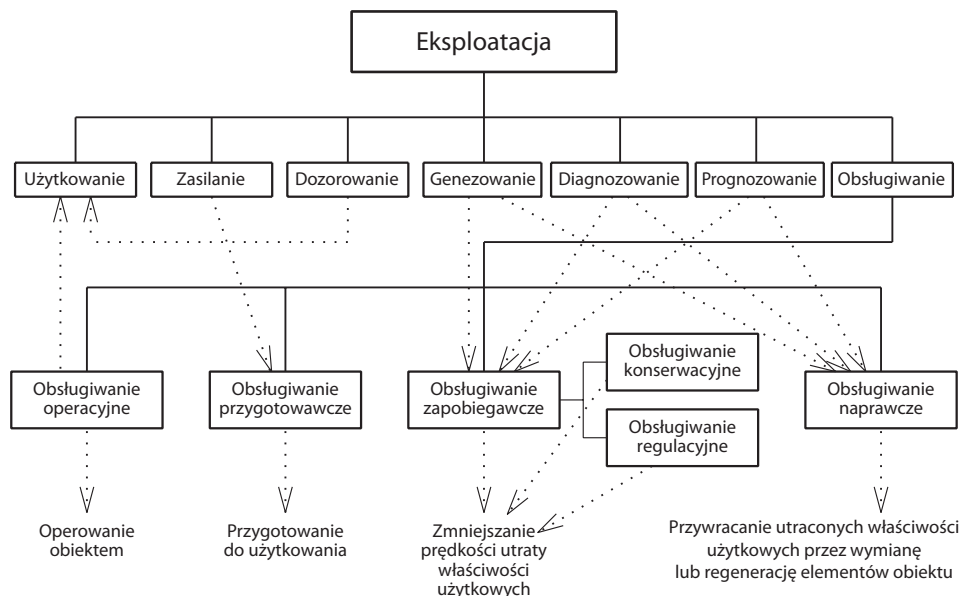 Eksploatacja
Użytkowanie
Zasilanie
Dozorowanie
Genezowanie
Diagnozowanie
Prognozowanie
Obsługiwanie
Obsługiwanie
operacyjne
Obsługiwanie
przygotowawcze
Obsługiwanie
zapobiegawcze
Obsługiwanie
konserwacyjne
Obsługiwanie
regulacyjne
Obsługiwanie
naprawcze
Operowanie
obiektem
Przygotowanie
do użytkowania
Zmniejszanie
prędkości utraty
właściwości
użytkowych
Przywracanie utraconych właściwości
użytkowych przez wymianę
lub regenerację elementów obiektu